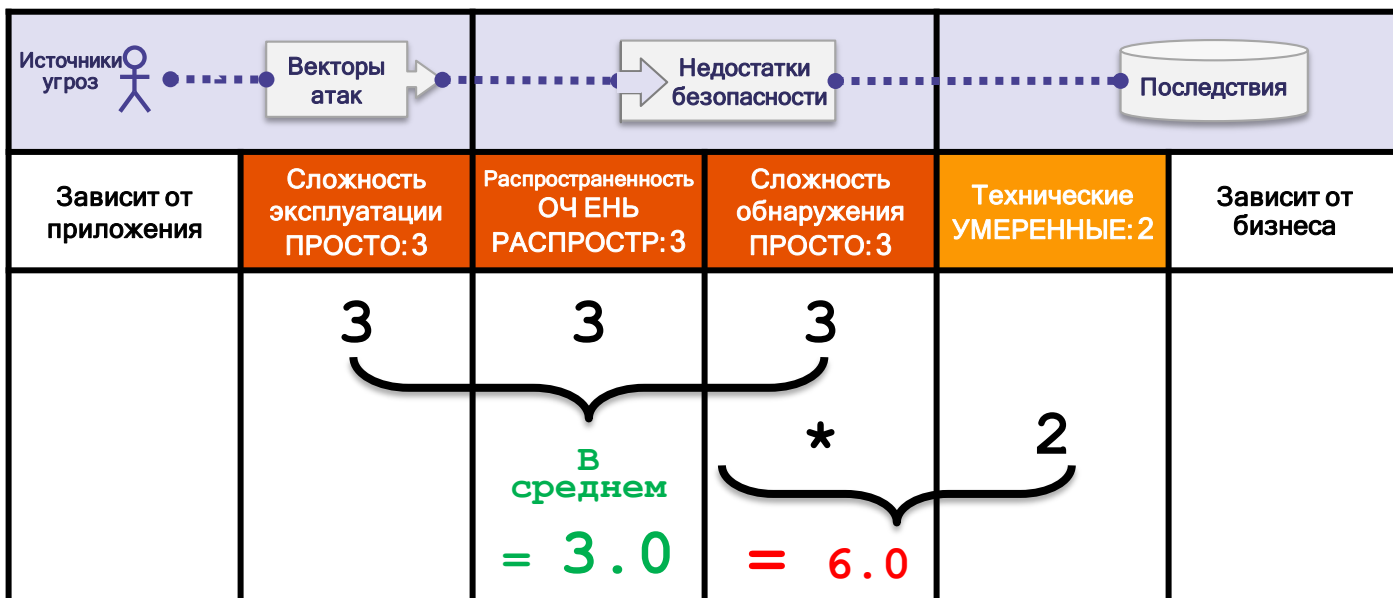 Источники
угроз
Векторы
атак
Недостатки
безопасности
Последствия
Зависит от
приложения
Сложность
эксплуатации
ПРОСТО: 3
Распространенность
ОЧ ЕНЬ
РАСПРОСТР: 3
Сложность
обнаружения
ПРОСТО: 3
Технические
УМЕРЕННЫЕ: 2
Зависит от
бизнеса
3 3 3
* 2
В
среднем
= 3.0 = 6.0